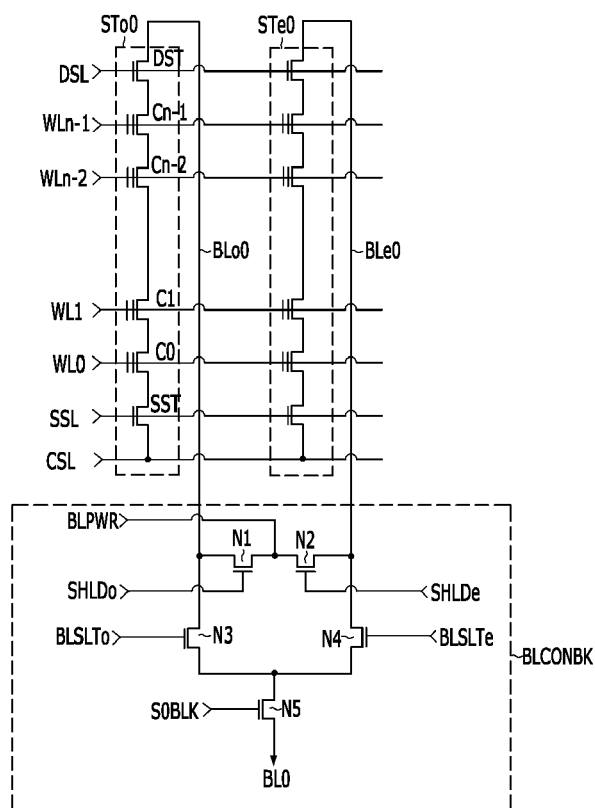 STo0 STe0
DSL DST
WLn-1 Cn-1
WLn-2 Cn-2
BLo0 BLe0
WL1 C1
WL0 C0
SSL SST
CSL
BLPWR
N1 N2
SHLDo SHLDe
BLSLTo N3 N4 BLSLTe
BLCONBK
S0BLK N5
BL0